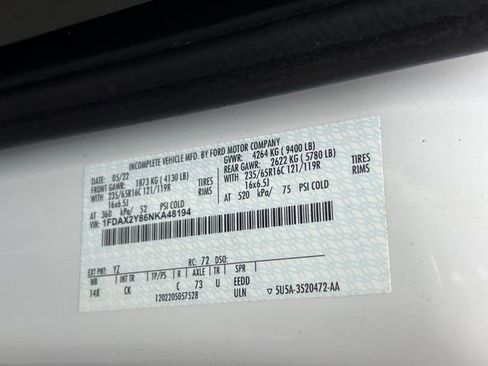 INCOMPLETE VEHICLE MFD. BY FORD MOTOR COMPANY
DATE: 05/22 GVWR: 4264 KG (9400 LB)
FRONT GAWR: 1873 KG (4130 LB) REAR GAWR: 2622 KG (5780 LB)
WITH 235/65R16C 121/119R TIRES WITH 235/65R16C 121/119R TIRES
16x6.5J RIMS 16x6.5J RIMS
AT 360 kPa/ 52 PSI COLD AT 520 kPa/ 75 PSI COLD
VIN: 1FDAX2Y86NKA48194
EXT PNT: YZ RC: 72 DSO:
WB INT TR TP/PS R AXLE TR SPR
148 CK C 73 U EEDD
1202205057528 ULN ▽ 5U5A-3520472-AA